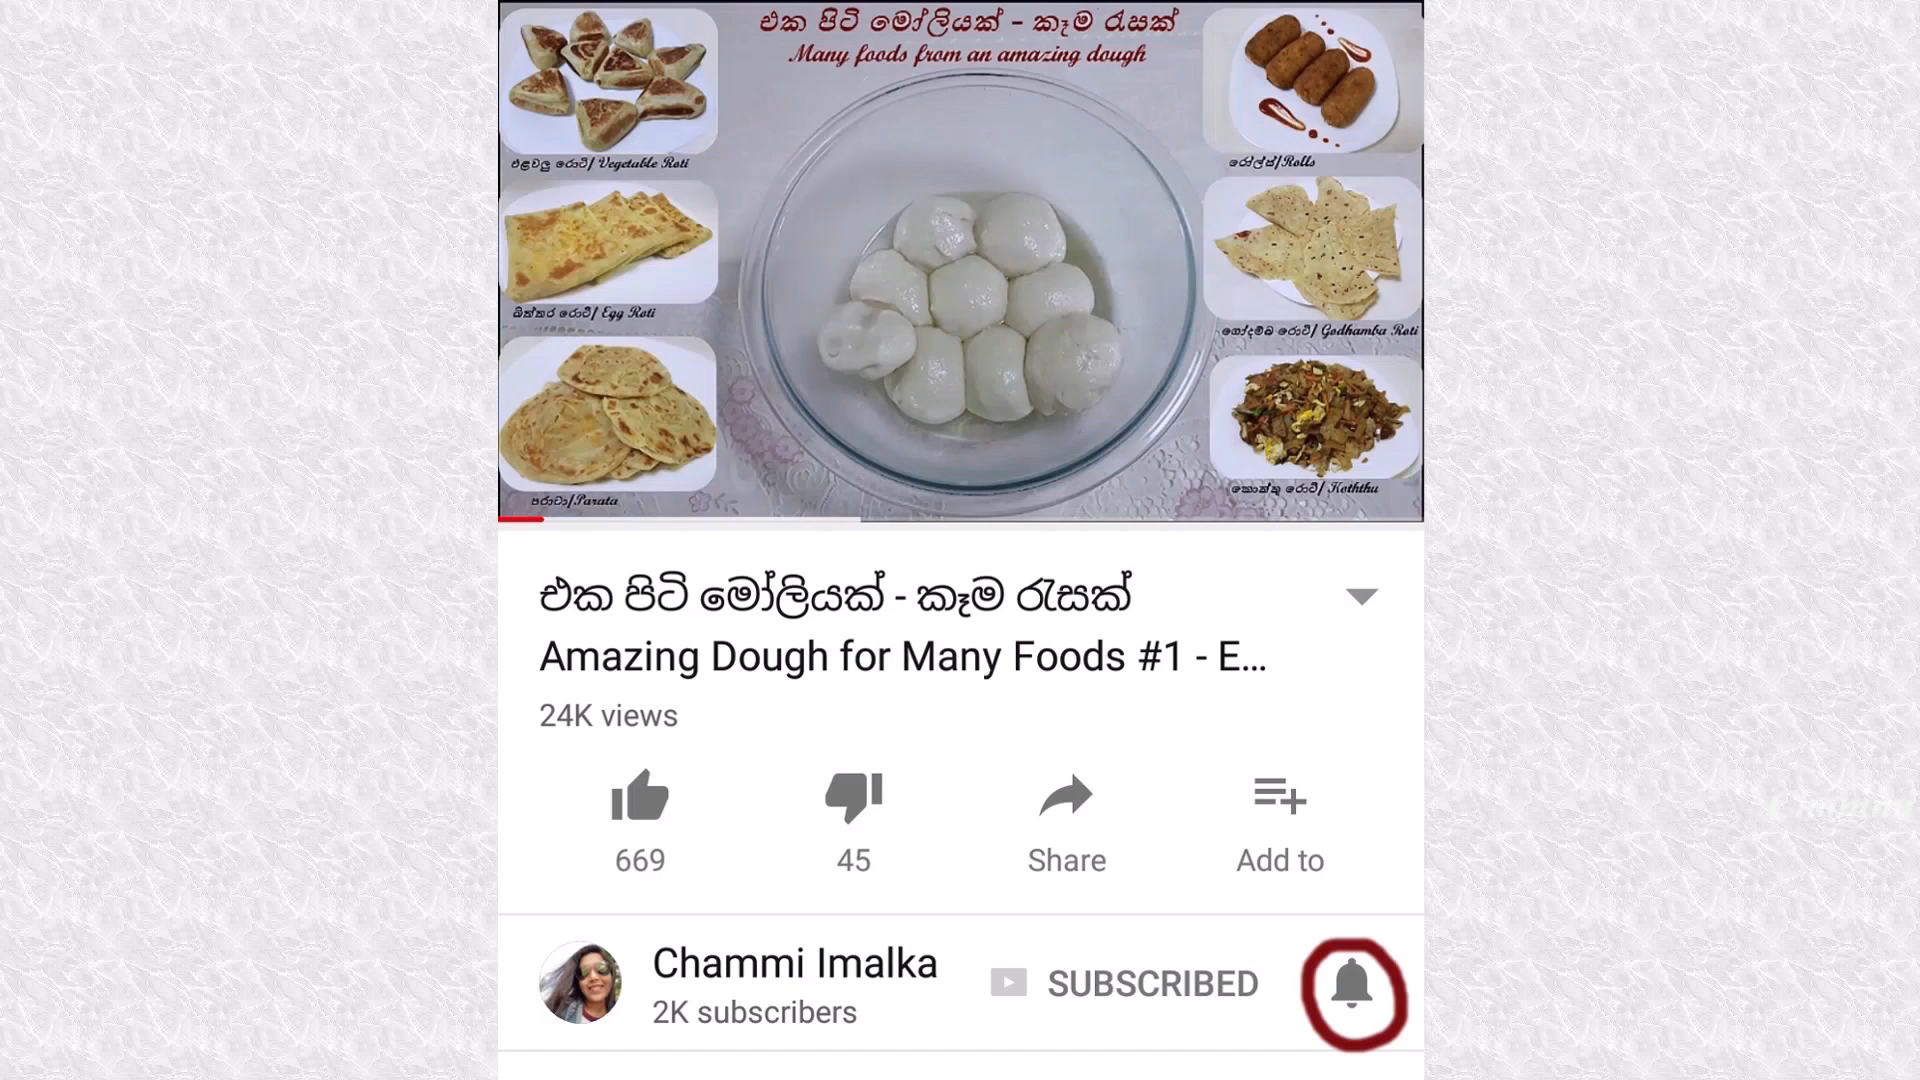 එක පිටි මෝලියක් - කෑම රැසක්
Many foods from an amazing dough
එළවලු රොටි/ Vegetable Roti
රෝල්ස්/Rolls
බිත්තර රොටි/ Egg Roti
ගෝදම්බ රොටි/ Godhamba Roti
පරාටා/Parata
කොත්තු රොටි/ Koththu
එක පිටි මෝලියක් - කෑම රැසක්
Amazing Dough for Many Foods #1 - E...
24K views
669
45
Share
Add to
Chammi Imalka
2K subscribers
SUBSCRIBED